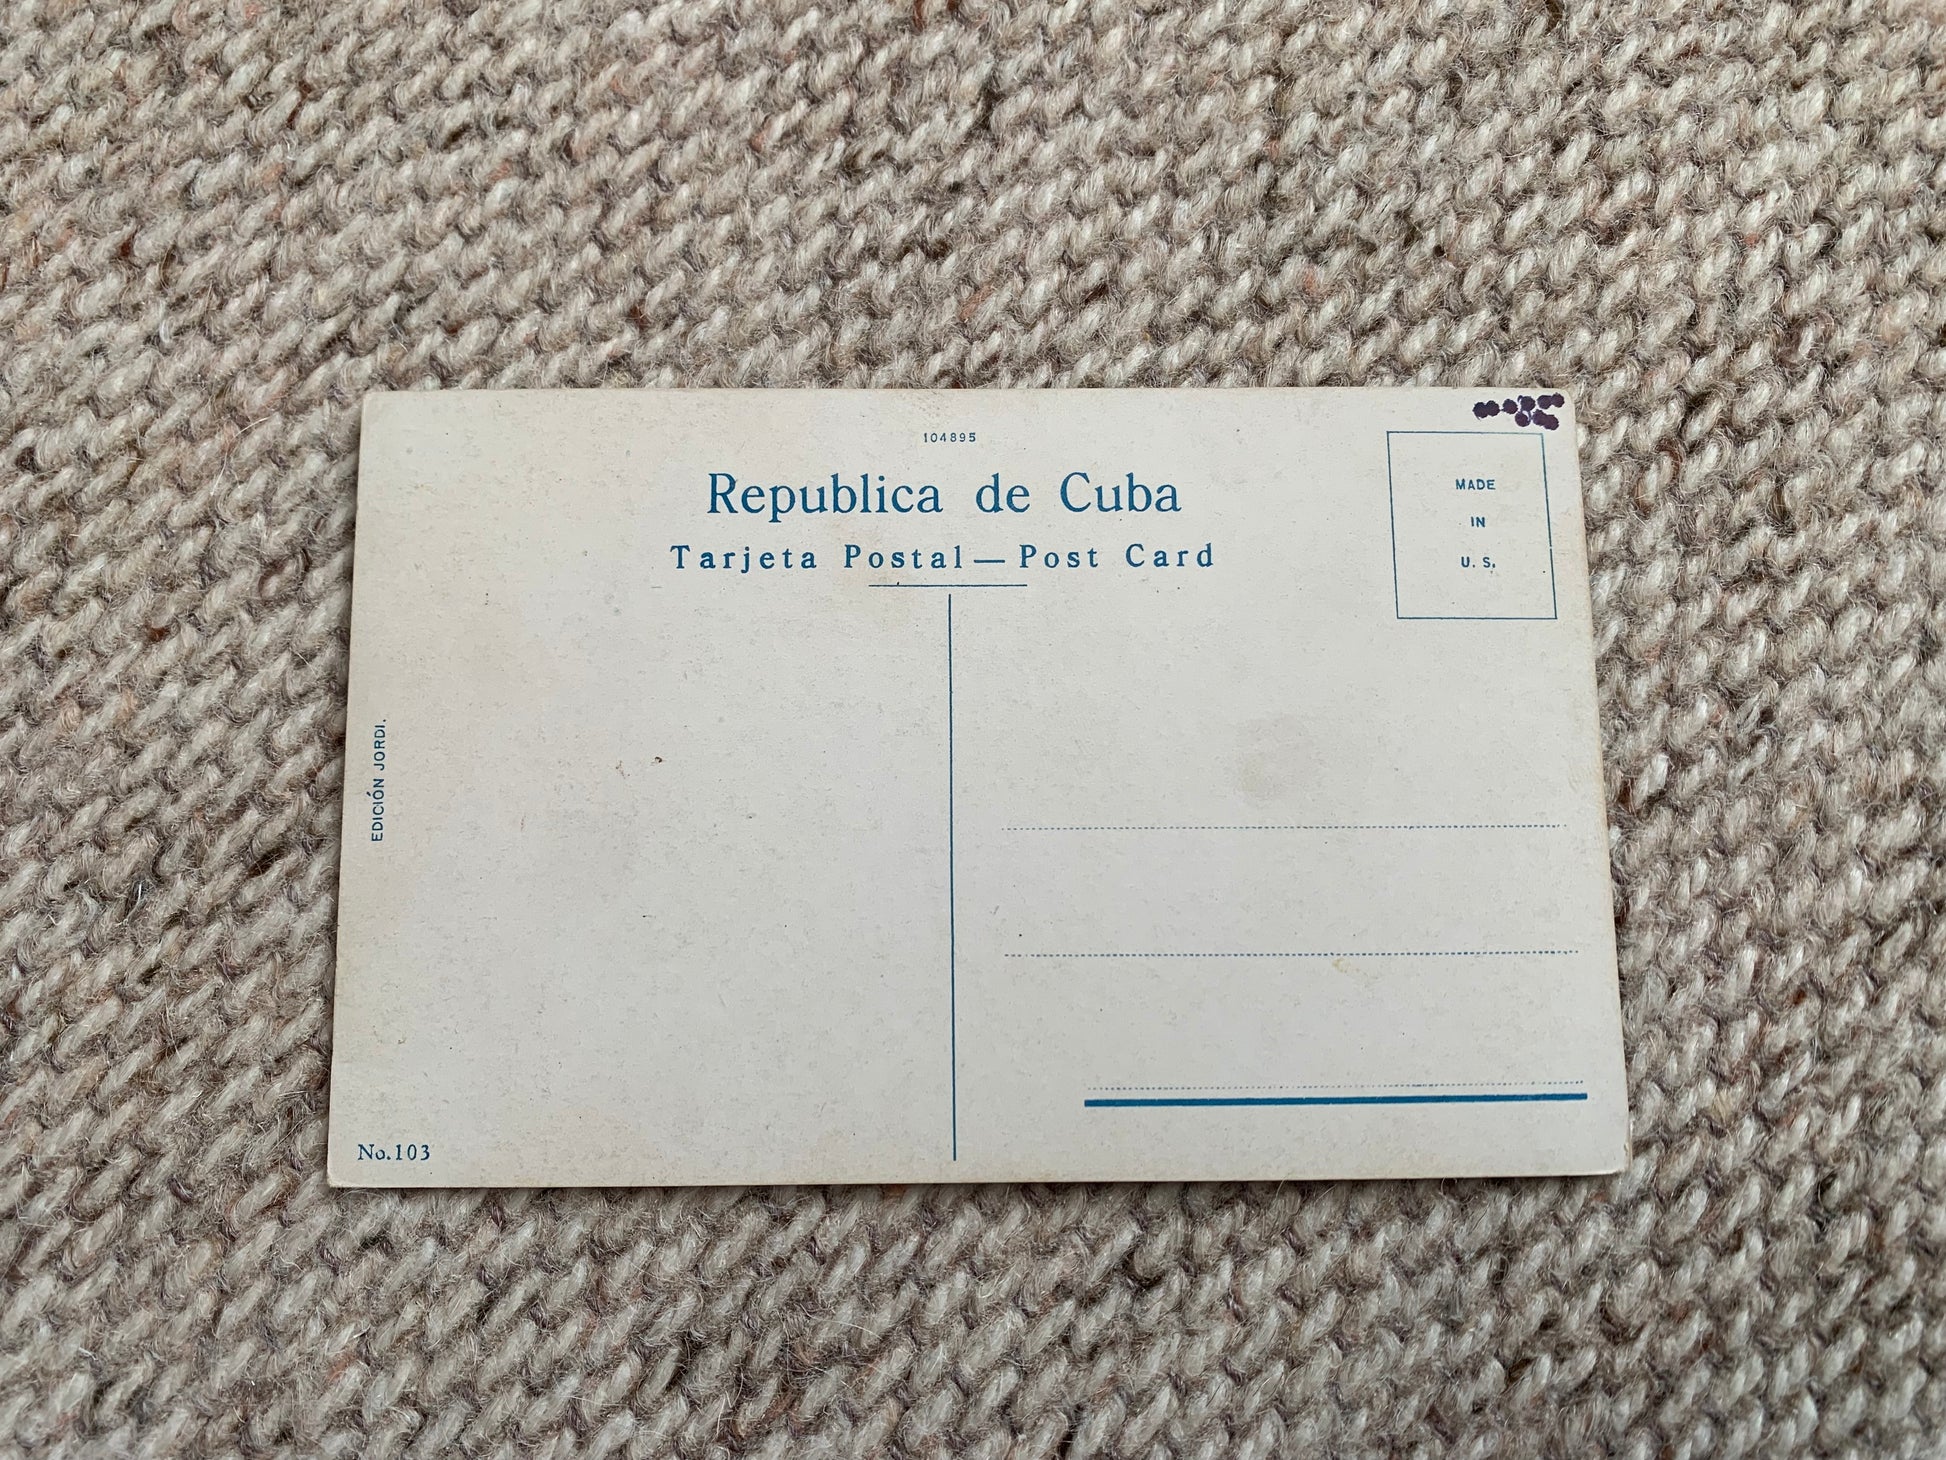 104895
Republica de Cuba
Tarjeta Postal — Post Card
MADE
IN
U. S.
EDICIÓN JORDI.
No. 103